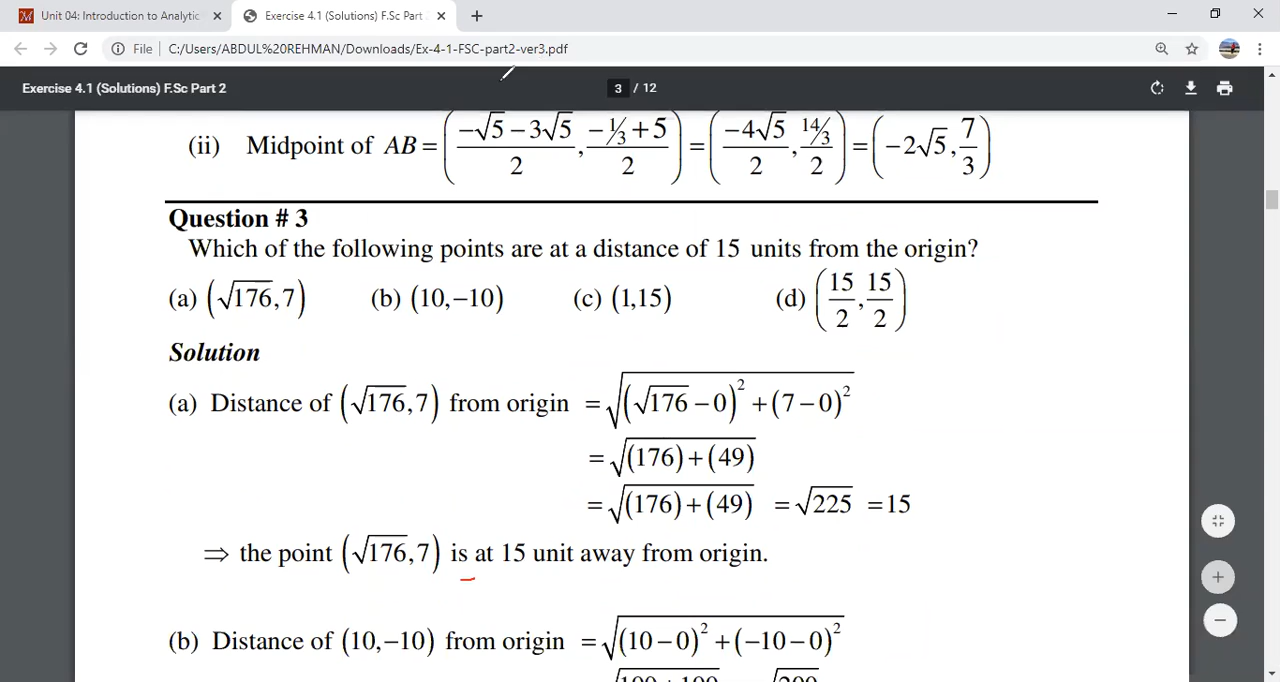 Unit 04: Introduction to Analytic
Exercise 4.1 (Solutions) F.Sc Part
File | C:/Users/ABDUL%20REHMAN/Downloads/Ex-4-1-FSC-part2-ver3.pdf
Exercise 4.1 (Solutions) F.Sc Part 2
3 / 12
(ii) Midpoint of AB = ((−√5 − 3√5)/2, (−1/3 + 5)/2) = (−4√5/2, (14/3)/2) = (−2√5, 7/3)
Question # 3
Which of the following points are at a distance of 15 units from the origin?
(a) (√176, 7) (b) (10, −10) (c) (1, 15) (d) (15/2, 15/2)
Solution
(a) Distance of (√176, 7) from origin = √((√176 − 0)² + (7 − 0)²)
= √((176) + (49))
= √((176) + (49)) = √225 = 15
⇒ the point (√176, 7) is at 15 unit away from origin.
(b) Distance of (10, −10) from origin = √((10 − 0)² + (−10 − 0)²)